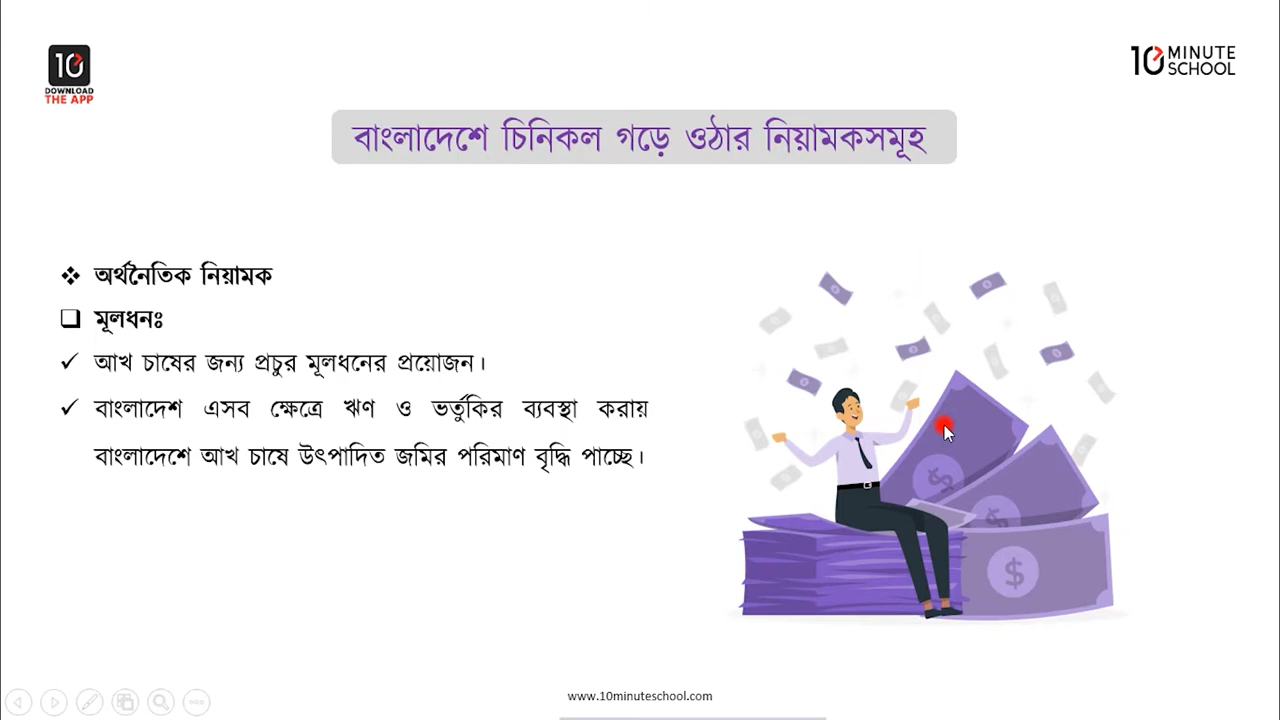 10
DOWNLOAD
THE APP
10 MINUTE
SCHOOL
বাংলাদেশে চিনিকল গড়ে ওঠার নিয়ামকসমূহ
❖ অর্থনৈতিক নিয়ামক
❑ মূলধনঃ
✓ আখ চাষের জন্য প্রচুর মূলধনের প্রয়োজন।
✓ বাংলাদেশ এসব ক্ষেত্রে ঋণ ও ভর্তুকির ব্যবস্থা করায়
বাংলাদেশে আখ চাষে উৎপাদিত জমির পরিমাণ বৃদ্ধি পাচ্ছে।
$
$
$
www.10minuteschool.com